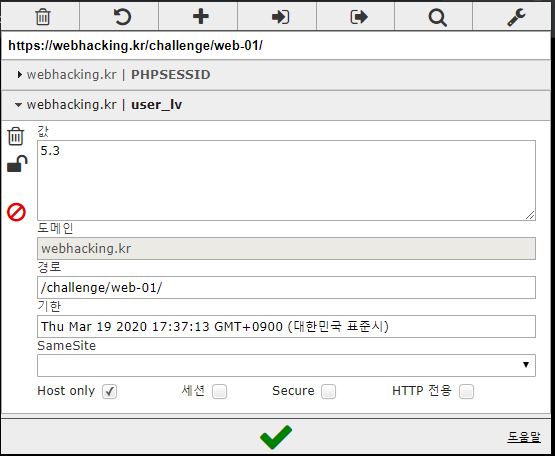 https://webhacking.kr/challenge/web-01/
webhacking.kr | PHPSESSID
webhacking.kr | user_lv
값
5.3
도메인
webhacking.kr
경로
/challenge/web-01/
기한
Thu Mar 19 2020 17:37:13 GMT+0900 (대한민국 표준시)
SameSite
Host only 세션 Secure HTTP 전용
도움말